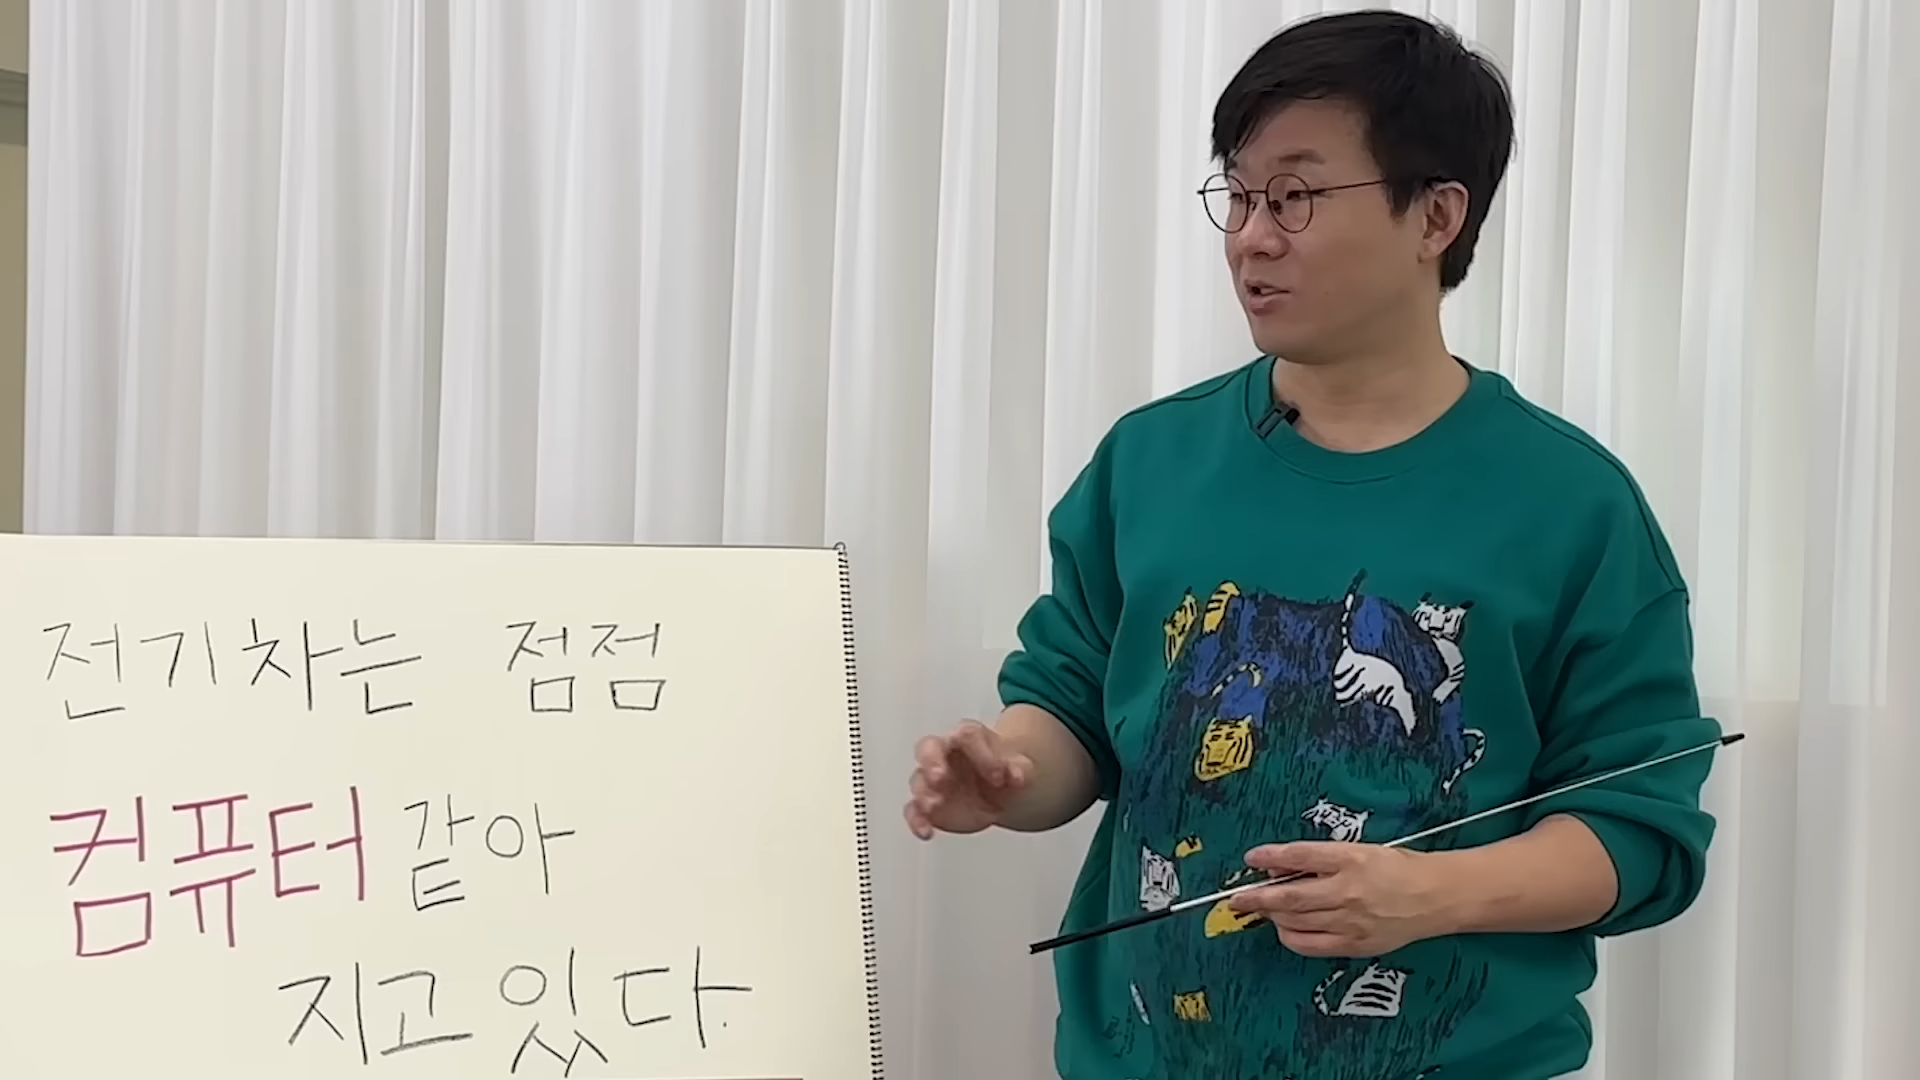 전기차는 점점
컴퓨터 같아
지고 있다.